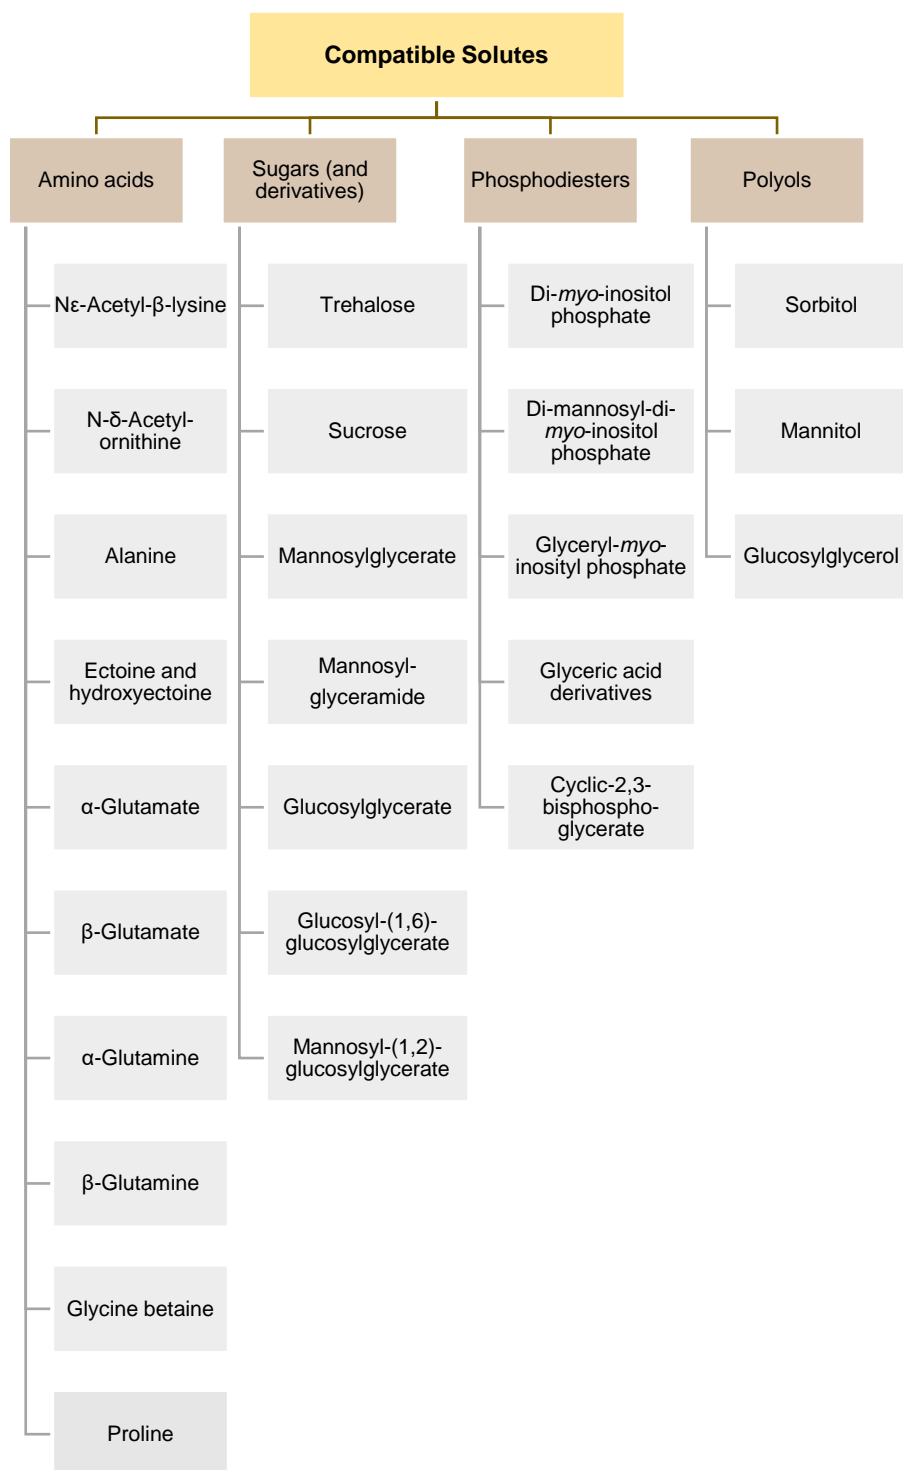 Compatible Solutes
Amino acids
Sugars (and
derivatives)
Phosphodiesters
Polyols
Nε-Acetyl-β-lysine
N-δ-Acetyl-
ornithine
Alanine
Ectoine and
hydroxyectoine
α-Glutamate
β-Glutamate
α-Glutamine
β-Glutamine
Glycine betaine
Proline
Trehalose
Sucrose
Mannosylglycerate
Mannosyl-
glyceramide
Glucosylglycerate
Glucosyl-(1,6)-
glucosylglycerate
Mannosyl-(1,2)-
glucosylglycerate
Di-myo-inositol
phosphate
Di-mannosyl-di-
myo-inositol
phosphate
Glyceryl-myo-
inosityl phosphate
Glyceric acid
derivatives
Cyclic-2,3-
bisphospho-
glycerate
Sorbitol
Mannitol
Glucosylglycerol